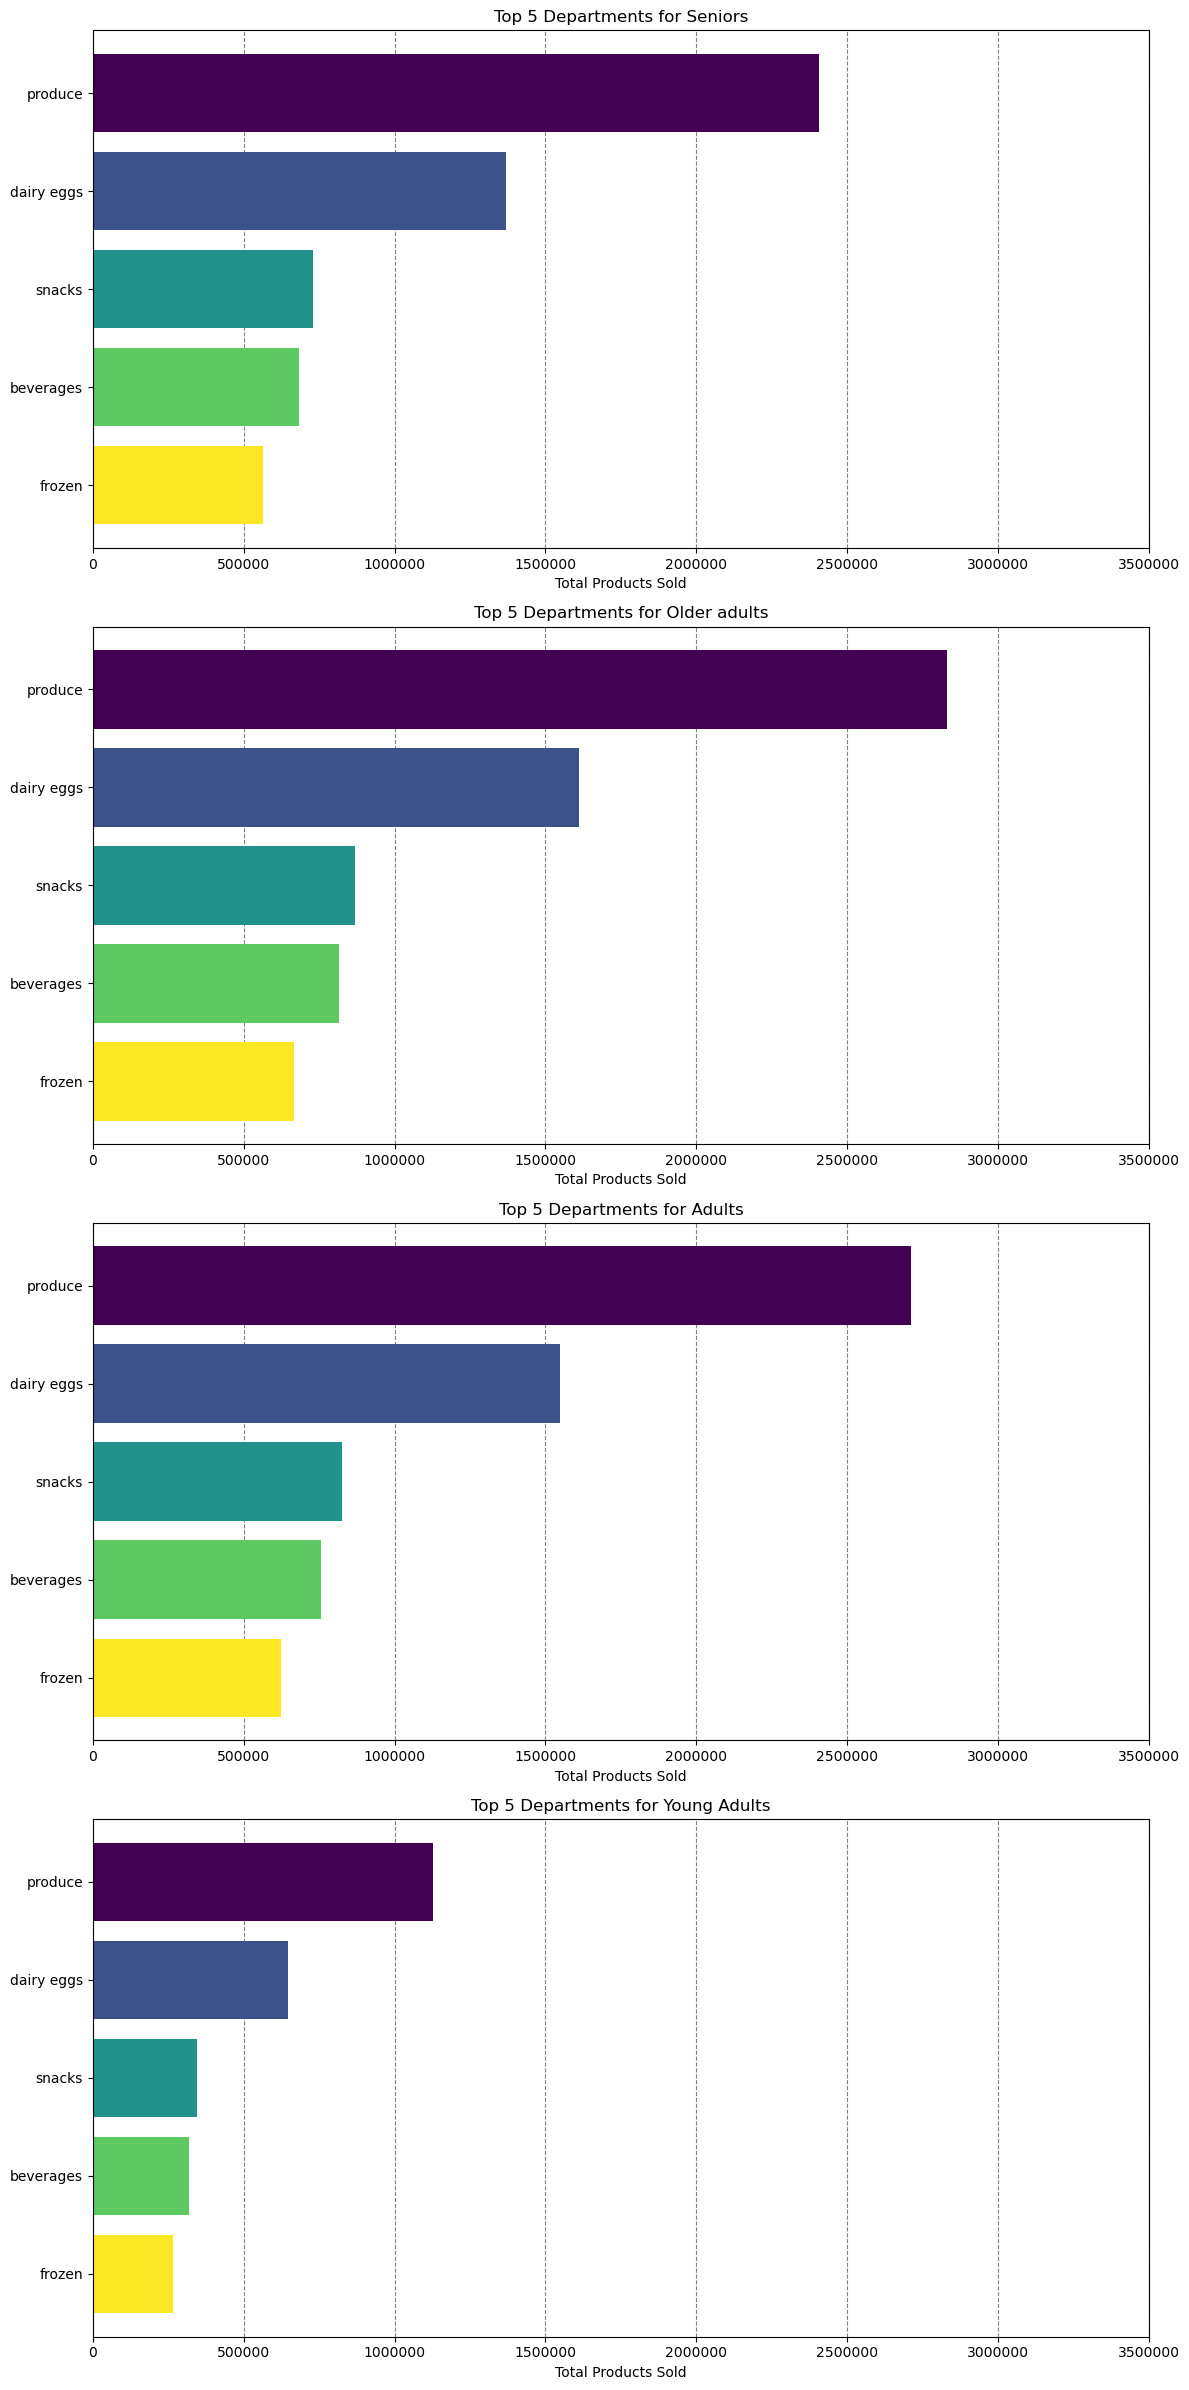 Top 5 Departments for Seniors
produce
dairy eggs
snacks
beverages
frozen
0 500000 1000000 1500000 2000000 2500000 3000000 3500000
Total Products Sold
Top 5 Departments for Older adults
produce
dairy eggs
snacks
beverages
frozen
0 500000 1000000 1500000 2000000 2500000 3000000 3500000
Total Products Sold
Top 5 Departments for Adults
produce
dairy eggs
snacks
beverages
frozen
0 500000 1000000 1500000 2000000 2500000 3000000 3500000
Total Products Sold
Top 5 Departments for Young Adults
produce
dairy eggs
snacks
beverages
frozen
0 500000 1000000 1500000 2000000 2500000 3000000 3500000
Total Products Sold